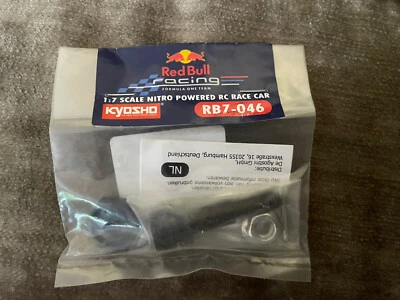 Red Bull
racing
FORMULA ONE TEAM
1:7 SCALE NITRO POWERED RC RACE CAR
KYOSHO
RB7-046
NL
Distributie:
De Agostini GmbH,
Weststraße 16, 20355 Hamburg, Deutschland